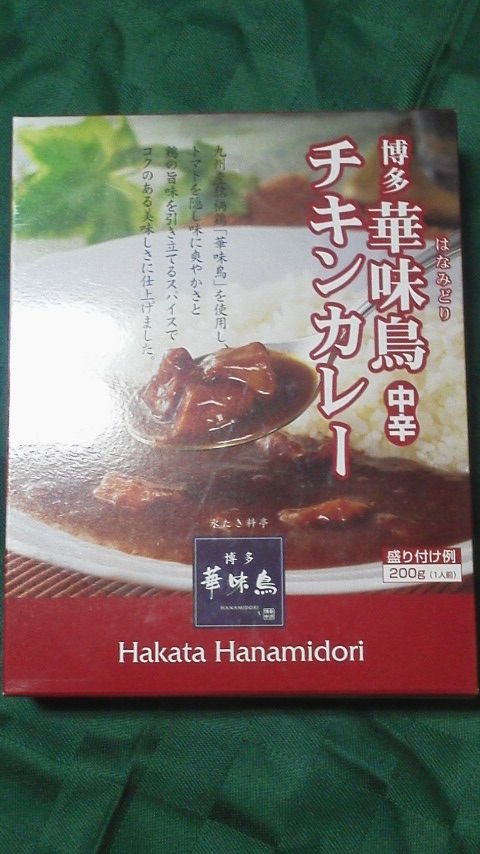 はなみどり
博多 華味鳥 中辛
チキンカレー
九州産銘柄鶏「華味鳥」を使用し、
トマトを隠し味に爽やかさと
鶏の旨味を引き立てるスパイスで
コクのある美味しさに仕上げました。
水たき料亭
博多
華味鳥
HANAMIDORI
盛り付け例
200g（1人前）
Hakata Hanamidori